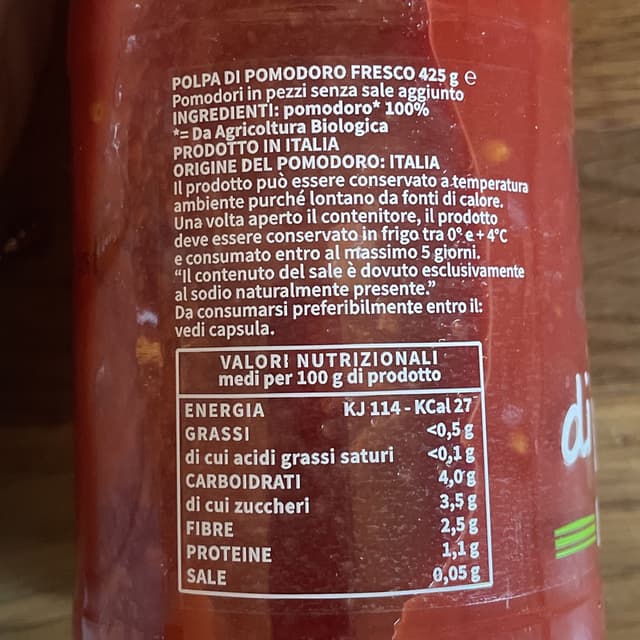 POLPA DI POMODORO FRESCO 425 g e
Pomodori in pezzi senza sale aggiunto
INGREDIENTI: pomodoro* 100%
*= Da Agricoltura Biologica
PRODOTTO IN ITALIA
ORIGINE DEL POMODORO: ITALIA
Il prodotto può essere conservato a temperatura
ambiente purché lontano da fonti di calore.
Una volta aperto il contenitore, il prodotto
deve essere conservato in frigo tra 0° e + 4°C
e consumato entro al massimo 5 giorni.
“Il contenuto del sale è dovuto esclusivamente
al sodio naturalmente presente.”
Da consumarsi preferibilmente entro il:
vedi capsula.
VALORI NUTRIZIONALI
medi per 100 g di prodotto
ENERGIA KJ 114 - KCal 27
GRASSI <0,5 g
di cui acidi grassi saturi <0,1 g
CARBOIDRATI 4,0 g
di cui zuccheri 3,5 g
FIBRE 2,5 g
PROTEINE 1,1 g
SALE 0,05 g
di